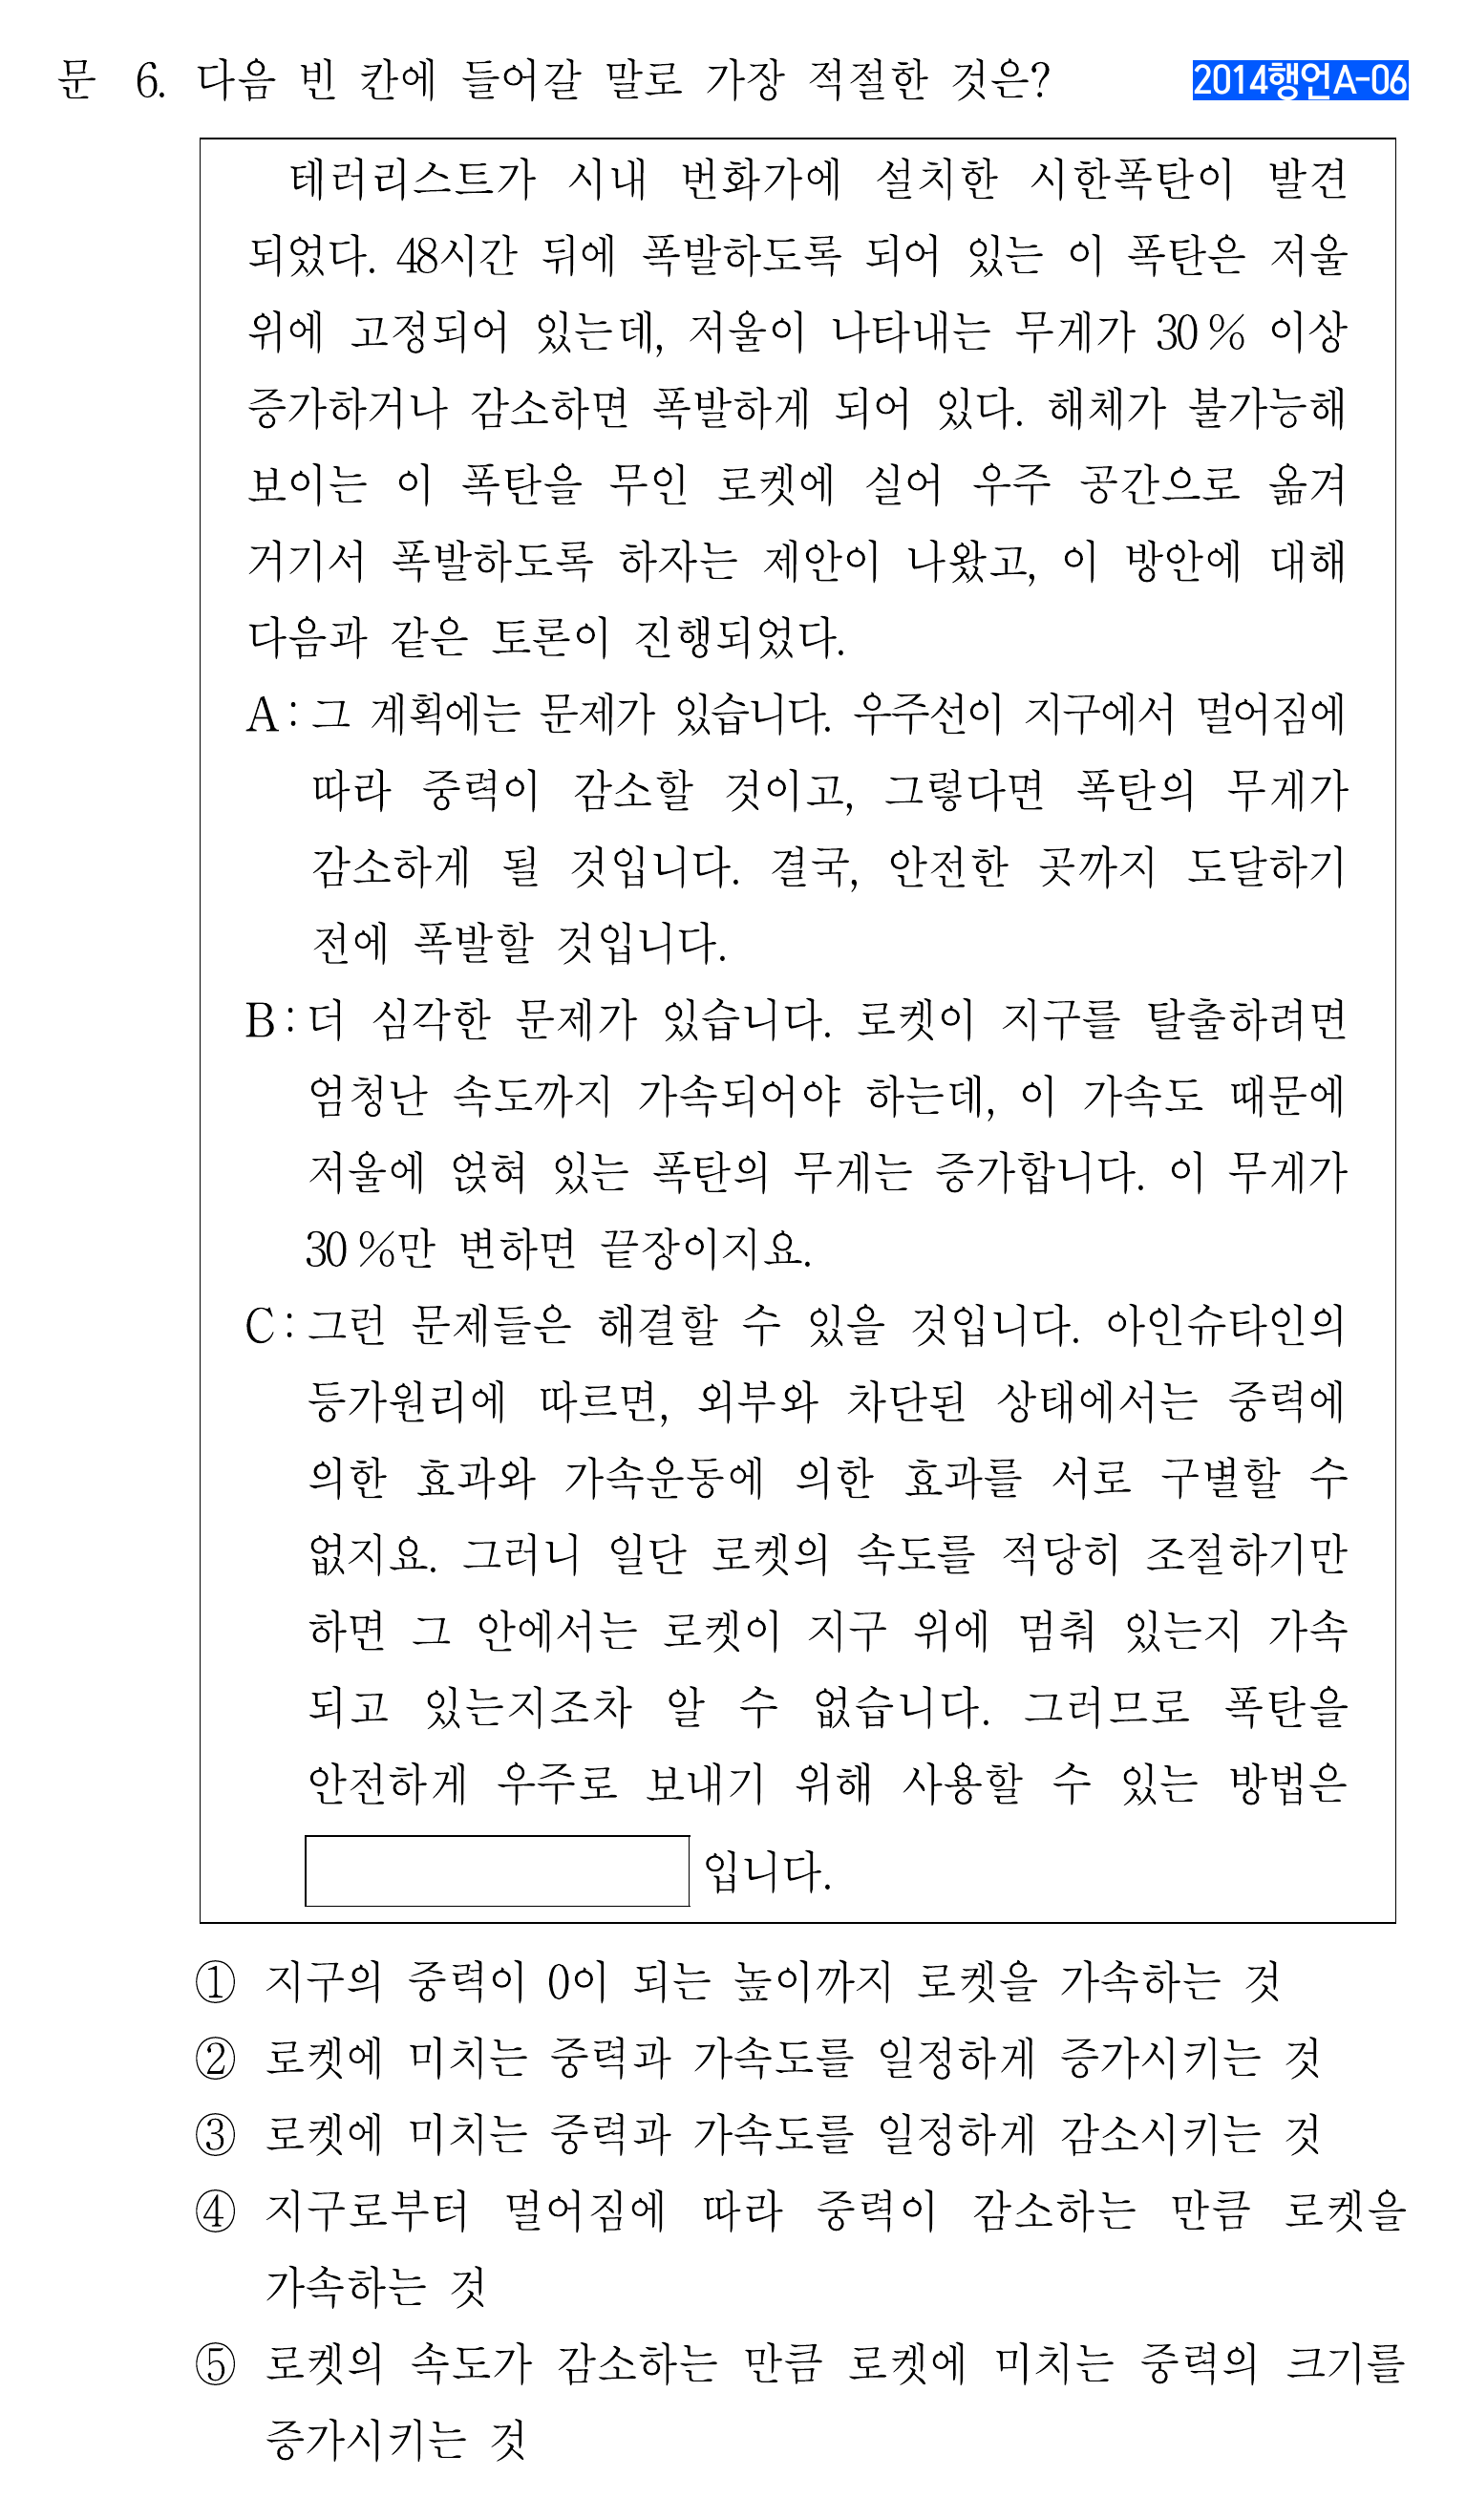 문 6. 다음 빈 칸에 들어갈 말로 가장 적절한 것은? 2014행언A-06
테러리스트가 시내 번화가에 설치한 시한폭탄이 발견
되었다. 48시간 뒤에 폭발하도록 되어 있는 이 폭탄은 저울
위에 고정되어 있는데, 저울이 나타내는 무게가 30% 이상
증가하거나 감소하면 폭발하게 되어 있다. 해체가 불가능해
보이는 이 폭탄을 무인 로켓에 실어 우주 공간으로 옮겨
거기서 폭발하도록 하자는 제안이 나왔고, 이 방안에 대해
다음과 같은 토론이 진행되었다.
A : 그 계획에는 문제가 있습니다. 우주선이 지구에서 멀어짐에
따라 중력이 감소할 것이고, 그렇다면 폭탄의 무게가
감소하게 될 것입니다. 결국, 안전한 곳까지 도달하기
전에 폭발할 것입니다.
B : 더 심각한 문제가 있습니다. 로켓이 지구를 탈출하려면
엄청난 속도까지 가속되어야 하는데, 이 가속도 때문에
저울에 얹혀 있는 폭탄의 무게는 증가합니다. 이 무게가
30%만 변하면 끝장이지요.
C : 그런 문제들은 해결할 수 있을 것입니다. 아인슈타인의
등가원리에 따르면, 외부와 차단된 상태에서는 중력에
의한 효과와 가속운동에 의한 효과를 서로 구별할 수
없지요. 그러니 일단 로켓의 속도를 적당히 조절하기만
하면 그 안에서는 로켓이 지구 위에 멈춰 있는지 가속
되고 있는지조차 알 수 없습니다. 그러므로 폭탄을
안전하게 우주로 보내기 위해 사용할 수 있는 방법은
입니다.
① 지구의 중력이 0이 되는 높이까지 로켓을 가속하는 것
② 로켓에 미치는 중력과 가속도를 일정하게 증가시키는 것
③ 로켓에 미치는 중력과 가속도를 일정하게 감소시키는 것
④ 지구로부터 멀어짐에 따라 중력이 감소하는 만큼 로켓을
가속하는 것
⑤ 로켓의 속도가 감소하는 만큼 로켓에 미치는 중력의 크기를
증가시키는 것